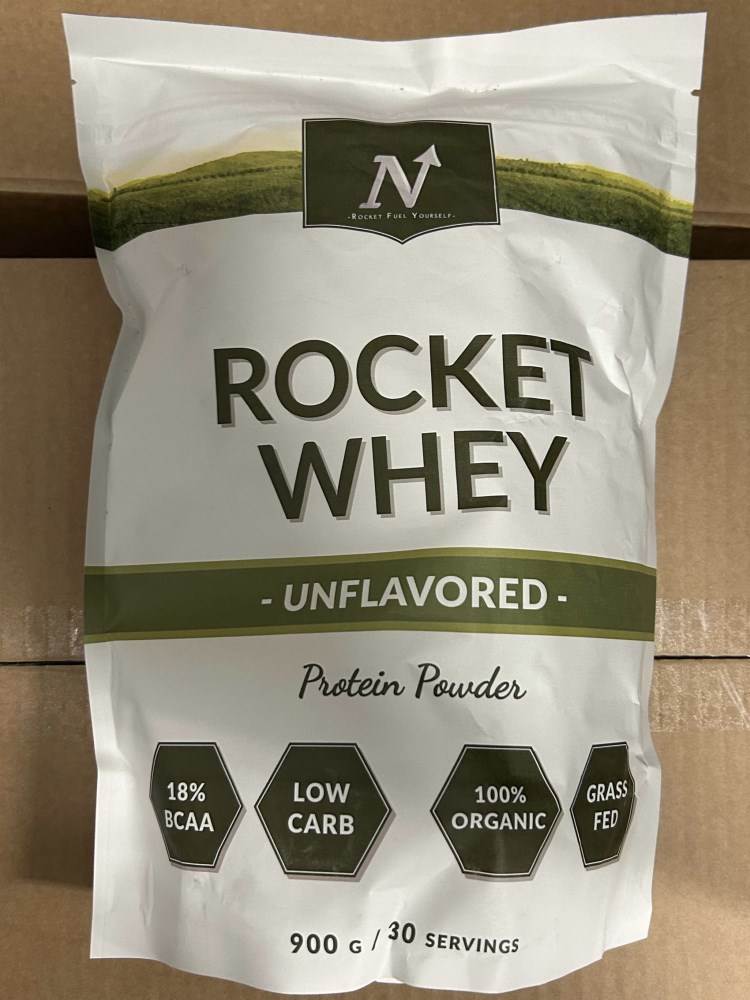 N
-ROCKET FUEL YOURSELF-
ROCKET
WHEY
- UNFLAVORED -
Protein Powder
18%
BCAA
LOW
CARB
100%
ORGANIC
GRASS
FED
900 G / 30 SERVINGS